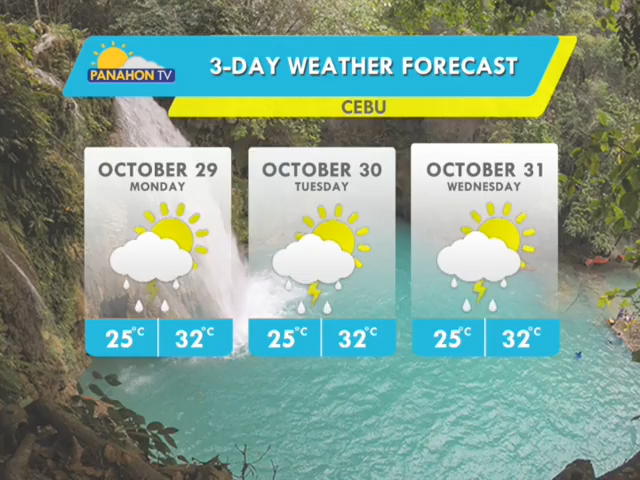 PANAHON TV
3-DAY WEATHER FORECAST
CEBU
OCTOBER 29
MONDAY
25°C 32°C
OCTOBER 30
TUESDAY
25°C 32°C
OCTOBER 31
WEDNESDAY
25°C 32°C